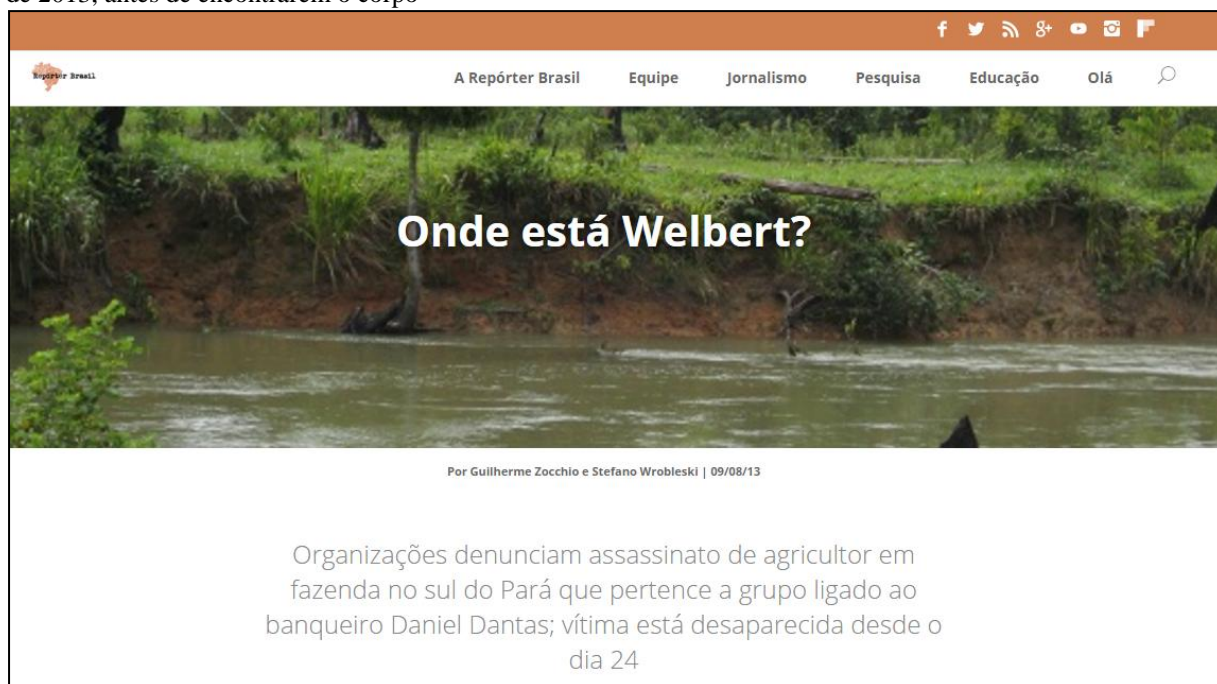 de 2013, antes de encontrarem o corpo
Repórter Brasil
A Repórter Brasil Equipe Jornalismo Pesquisa Educação Olá
Onde está Welbert?
Por Guilherme Zocchio e Stefano Wrobleski | 09/08/13
Organizações denunciam assassinato de agricultor em
fazenda no sul do Pará que pertence a grupo ligado ao
banqueiro Daniel Dantas; vítima está desaparecida desde o
dia 24